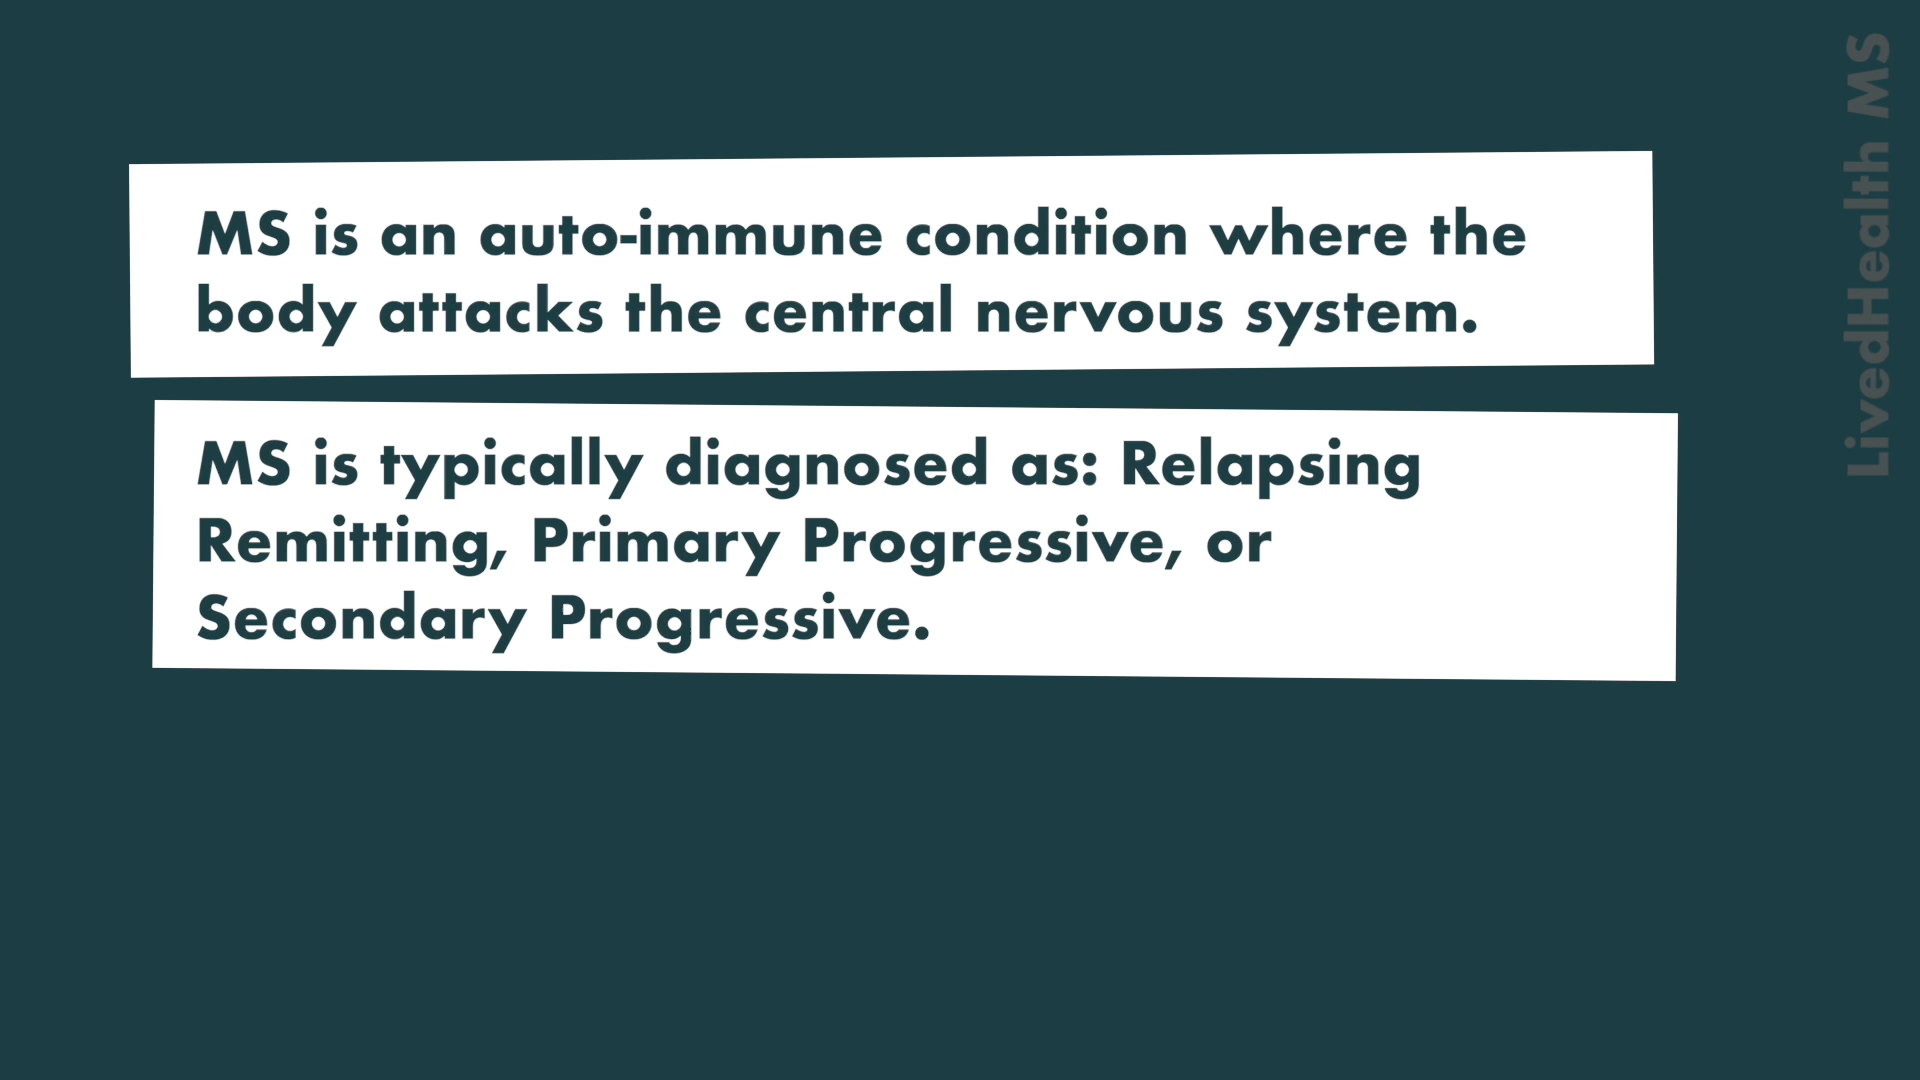 MS is an auto-immune condition where the
body attacks the central nervous system.
MS is typically diagnosed as: Relapsing
Remitting, Primary Progressive, or
Secondary Progressive.
LivedHealth MS